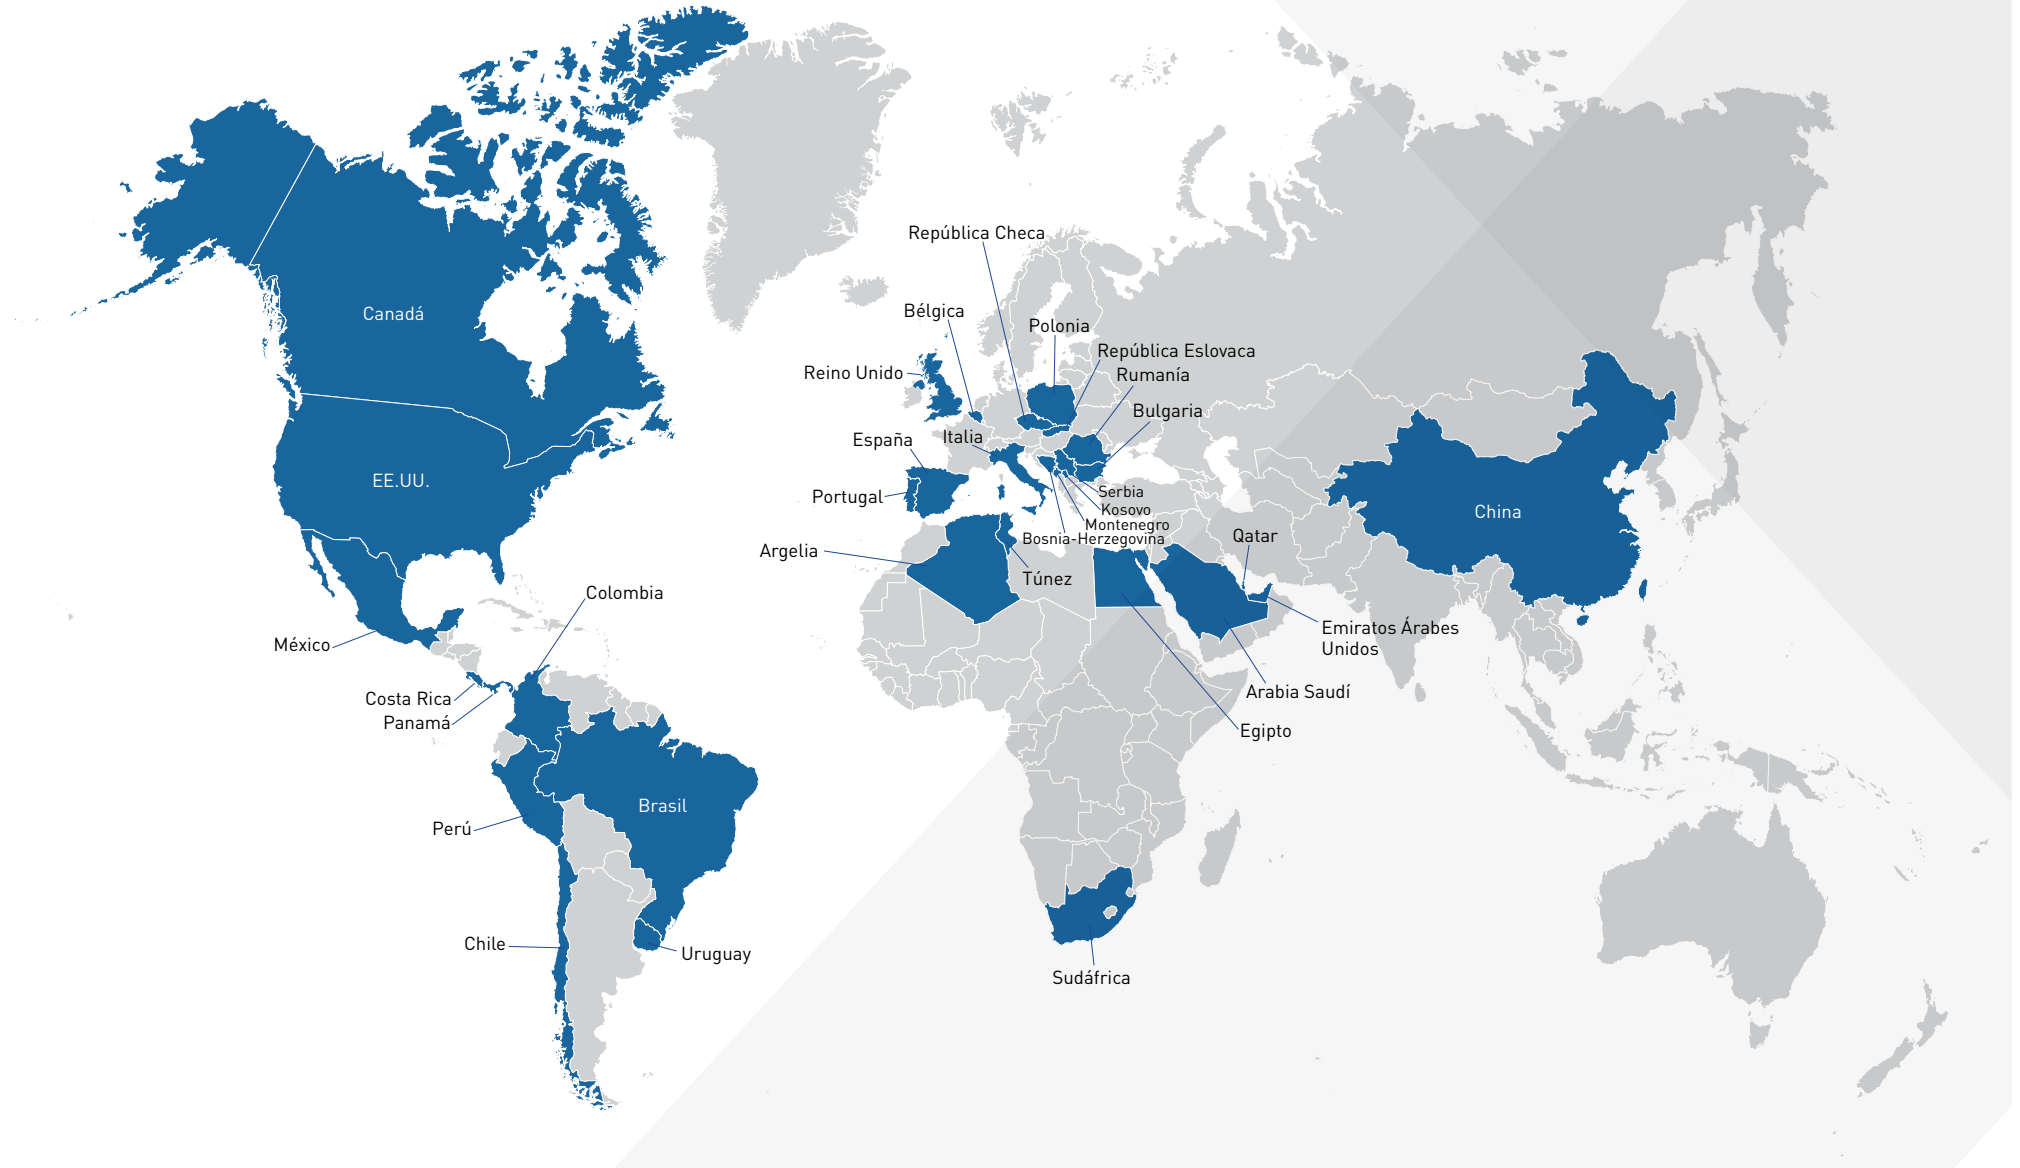 República Checa
Bélgica
Polonia
República Eslovaca
Reino Unido
Rumanía
Bulgaria
España
Italia
Portugal
Serbia
Kosovo
Montenegro
Bosnia-Herzegovina
Canadá
EE.UU.
China
Qatar
Argelia
Túnez
Colombia
México
Emiratos Árabes
Unidos
Costa Rica
Panamá
Arabia Saudí
Egipto
Brasil
Perú
Chile
Uruguay
Sudáfrica